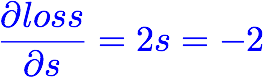 ∂loss/∂s = 2s = −2